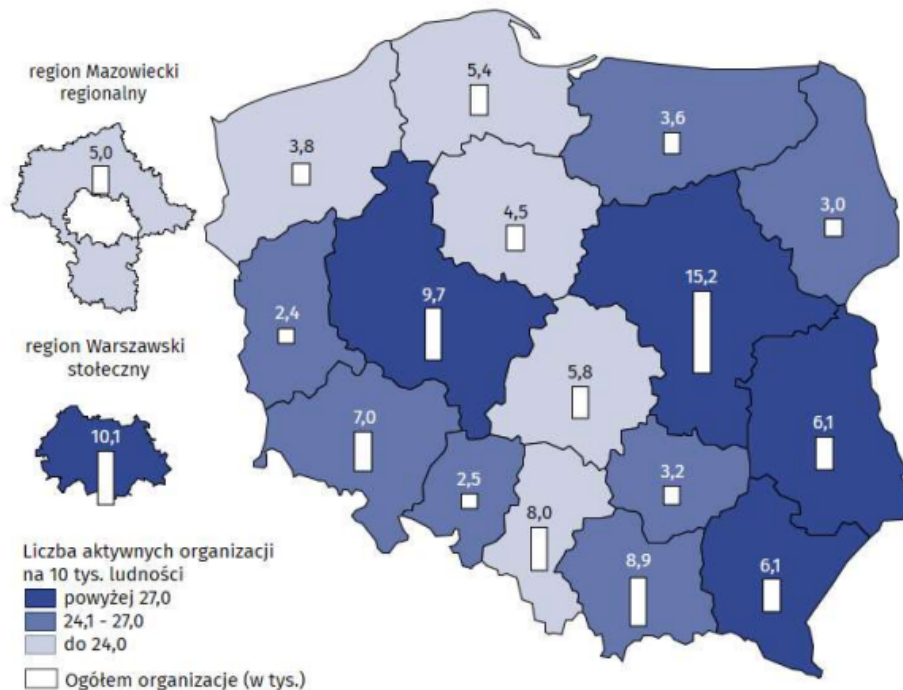 region Mazowiecki
regionalny
5,0
region Warszawski
stołeczny
10,1
5,4
3,6
3,8
4,5
3,0
15,2
9,7
2,4
5,8
7,0
6,1
2,5
3,2
8,0
8,9
6,1
Liczba aktywnych organizacji
na 10 tys. ludności
powyżej 27,0
24,1 - 27,0
do 24,0
Ogółem organizacje (w tys.)